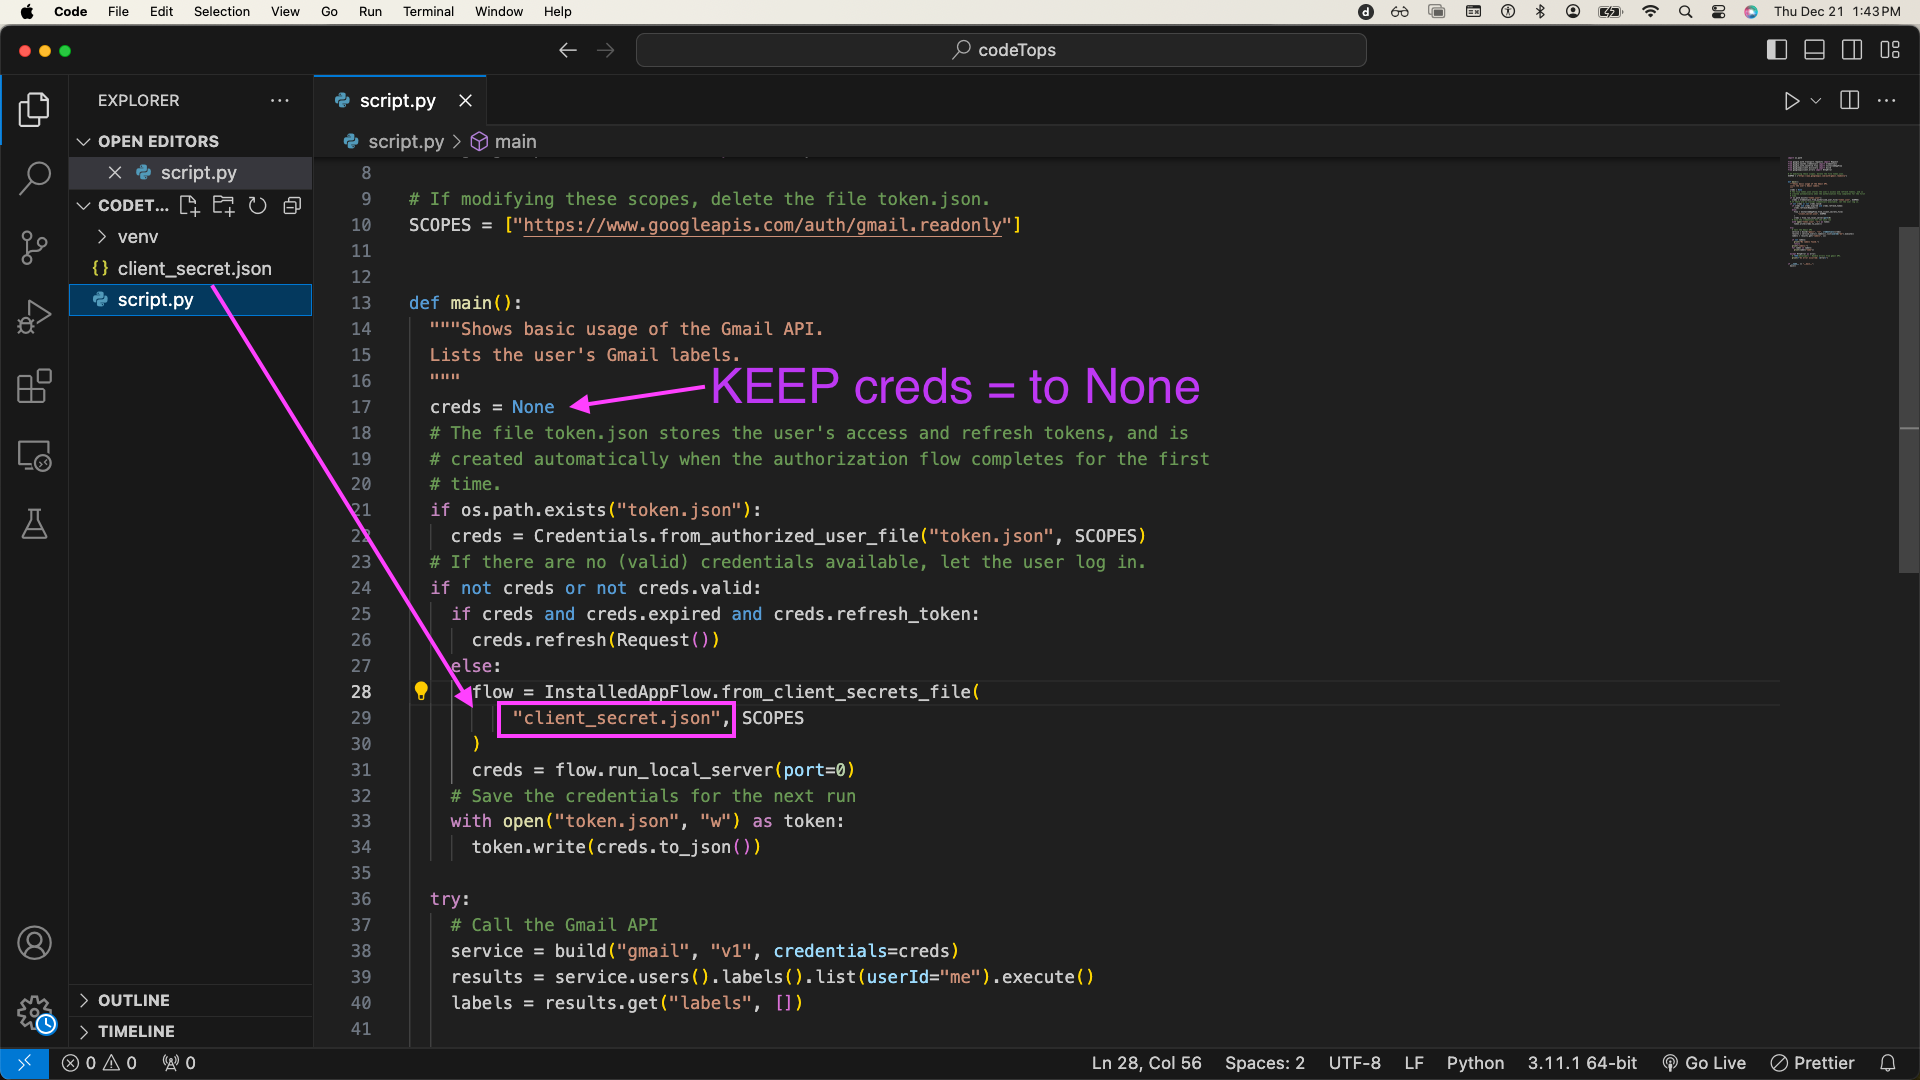 Code File Edit Selection View Go Run Terminal Window Help Thu Dec 21 1:43 PM
codeTops
EXPLORER
script.py
OPEN EDITORS
script.py > main
script.py
CODET...
venv
client_secret.json
script.py
8
9 # If modifying these scopes, delete the file token.json.
10 SCOPES = ["https://www.googleapis.com/auth/gmail.readonly"]
11
12
13 def main():
14 """Shows basic usage of the Gmail API.
15 Lists the user's Gmail labels.
16 """
KEEP creds = to None
17 creds = None
18 # The file token.json stores the user's access and refresh tokens, and is
19 # created automatically when the authorization flow completes for the first
20 # time.
21 if os.path.exists("token.json"):
22 creds = Credentials.from_authorized_user_file("token.json", SCOPES)
23 # If there are no (valid) credentials available, let the user log in.
24 if not creds or not creds.valid:
25 if creds and creds.expired and creds.refresh_token:
26 creds.refresh(Request())
27 else:
28 flow = InstalledAppFlow.from_client_secrets_file(
29 "client_secret.json", SCOPES
30 )
31 creds = flow.run_local_server(port=0)
32 # Save the credentials for the next run
33 with open("token.json", "w") as token:
34 token.write(creds.to_json())
35
36 try:
37 # Call the Gmail API
38 service = build("gmail", "v1", credentials=creds)
39 results = service.users().labels().list(userId="me").execute()
40 labels = results.get("labels", [])
41
OUTLINE
TIMELINE
0 0 0 Ln 28, Col 56 Spaces: 2 UTF-8 LF Python 3.11.1 64-bit Go Live Prettier